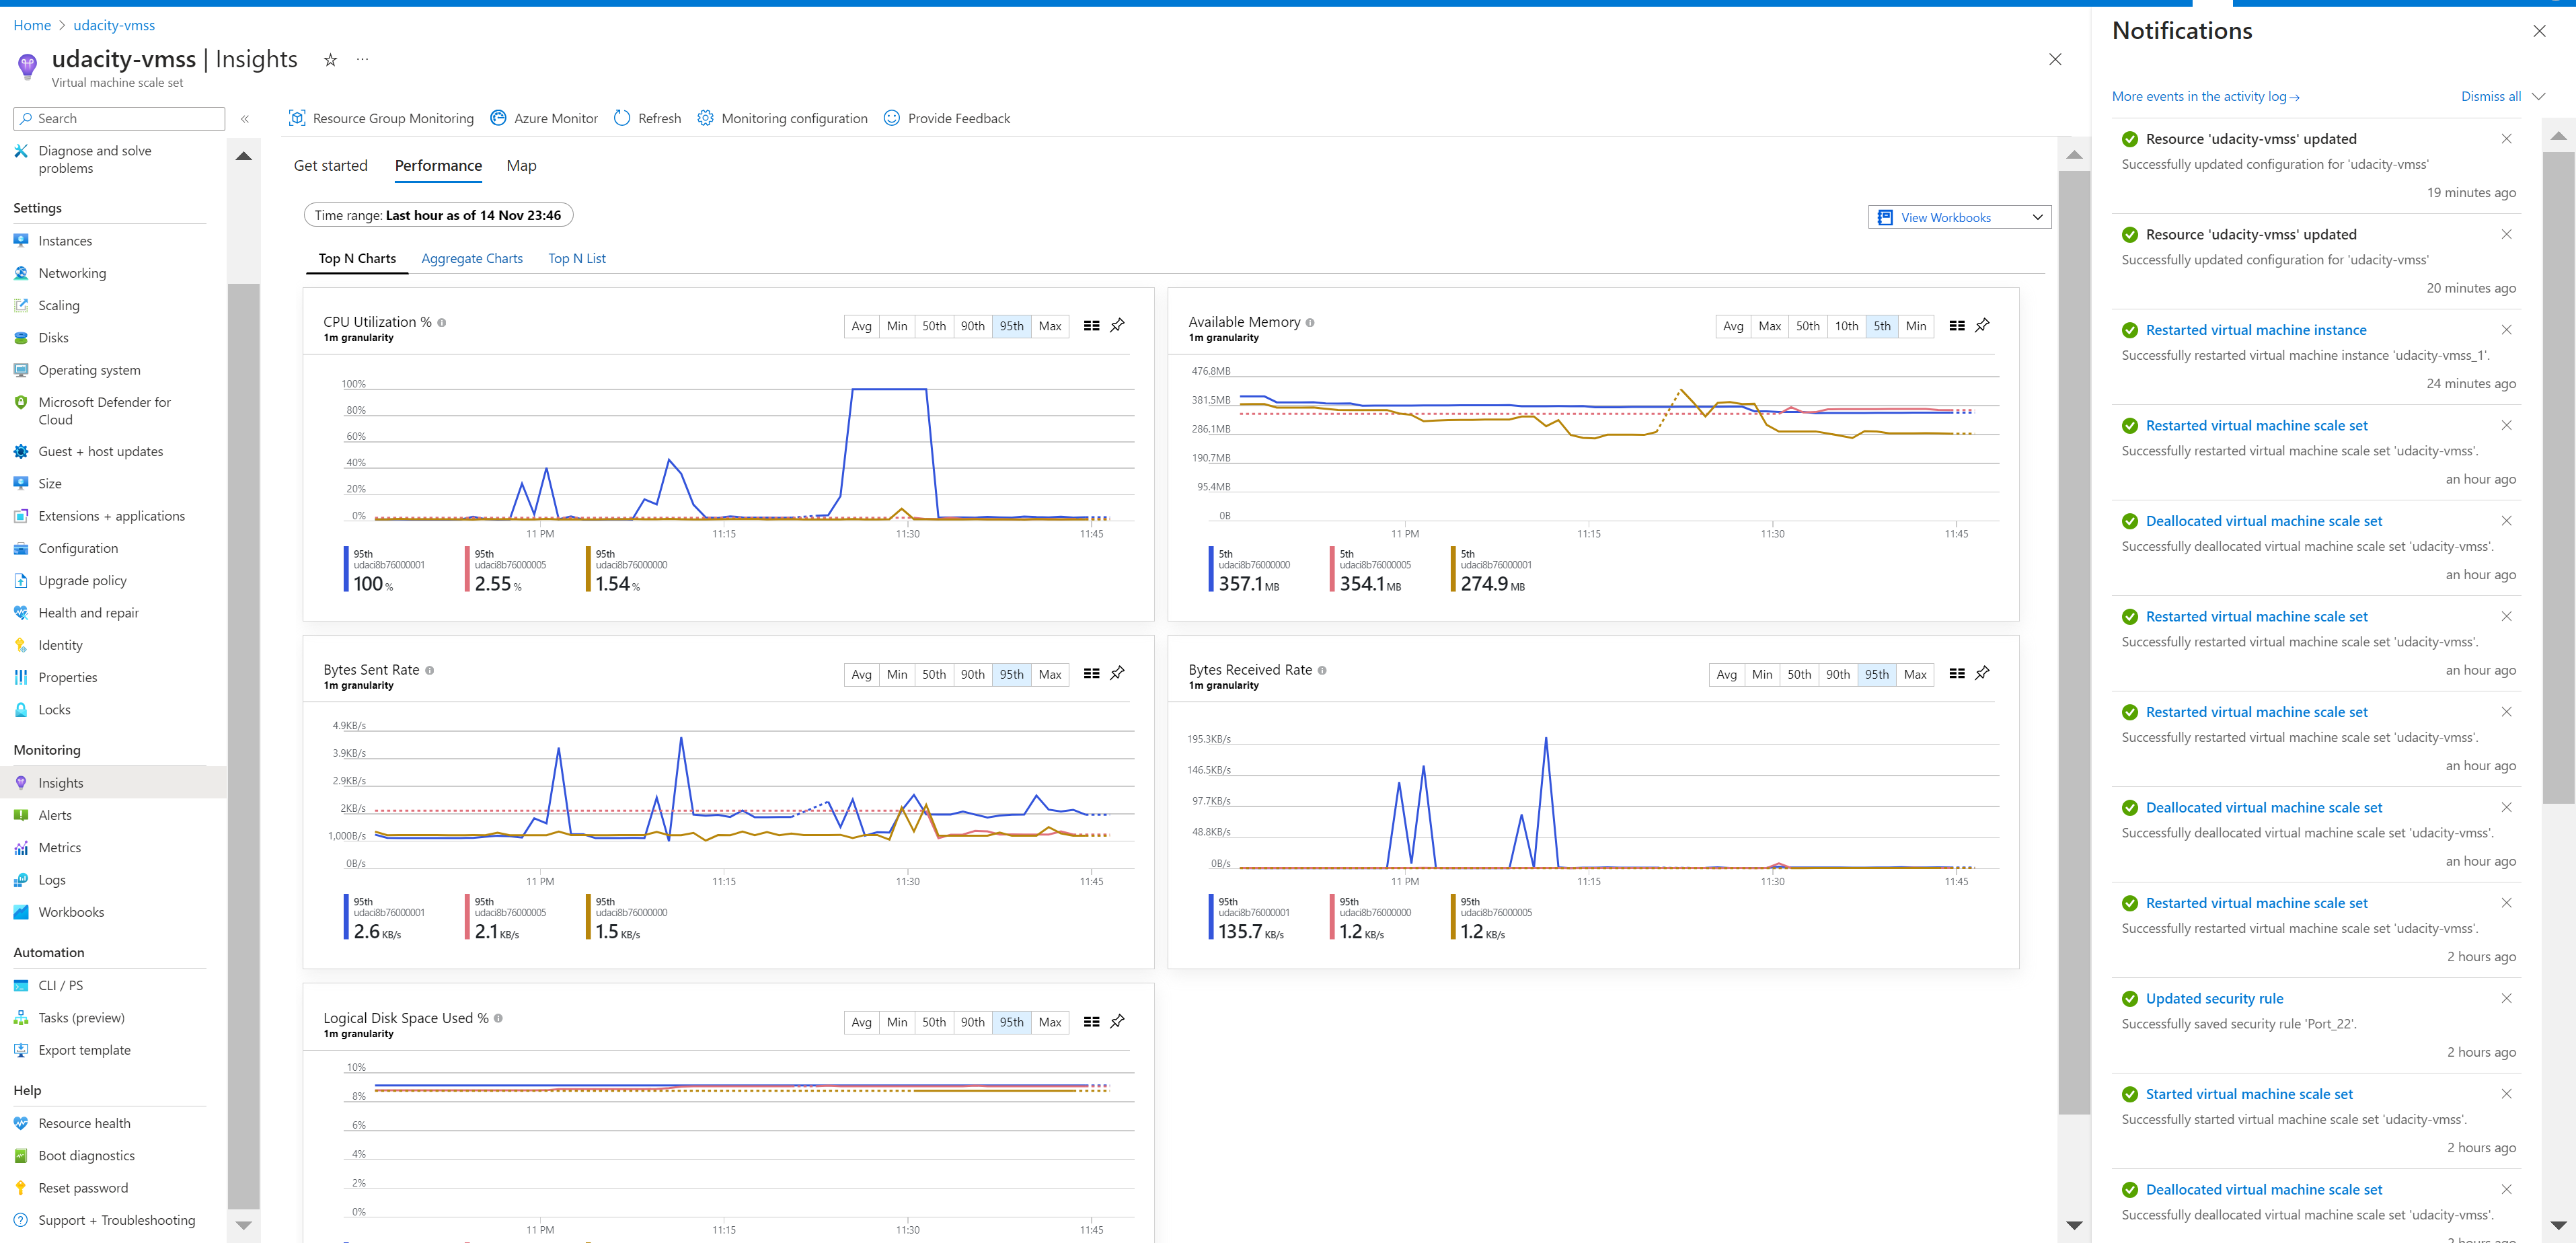 Home > udacity-vmss
udacity-vmss | Insights
Virtual machine scale set
Search
Diagnose and solve
problems
Settings
Instances
Networking
Scaling
Disks
Operating system
Microsoft Defender for
Cloud
Guest + host updates
Size
Extensions + applications
Configuration
Upgrade policy
Health and repair
Identity
Properties
Locks
Monitoring
Insights
Alerts
Metrics
Logs
Workbooks
Automation
CLI / PS
Tasks (preview)
Export template
Help
Resource health
Boot diagnostics
Reset password
Support + Troubleshooting
Resource Group Monitoring Azure Monitor Refresh Monitoring configuration Provide Feedback
Get started Performance Map
Time range: Last hour as of 14 Nov 23:46
View Workbooks
Top N Charts Aggregate Charts Top N List
CPU Utilization %
1m granularity
Avg Min 50th 90th 95th Max
100%
80%
60%
40%
20%
0%
11 PM 11:15 11:30 11:45
95th 95th 95th
udaci8b76000001 udaci8b76000005 udaci8b76000000
100 % 2.55 % 1.54 %
Available Memory
1m granularity
Avg Max 50th 10th 5th Min
476.8MB
381.5MB
286.1MB
190.7MB
95.4MB
0B
11 PM 11:15 11:30 11:45
5th 5th 5th
udaci8b76000000 udaci8b76000005 udaci8b76000001
357.1 MB 354.1 MB 274.9 MB
Bytes Sent Rate
1m granularity
Avg Min 50th 90th 95th Max
4.9KB/s
3.9KB/s
2.9KB/s
2KB/s
1,000B/s
0B/s
11 PM 11:15 11:30 11:45
95th 95th 95th
udaci8b76000001 udaci8b76000005 udaci8b76000000
2.6 KB/s 2.1 KB/s 1.5 KB/s
Bytes Received Rate
1m granularity
Avg Min 50th 90th 95th Max
195.3KB/s
146.5KB/s
97.7KB/s
48.8KB/s
0B/s
11 PM 11:15 11:30 11:45
95th 95th 95th
udaci8b76000001 udaci8b76000000 udaci8b76000005
135.7 KB/s 1.2 KB/s 1.2 KB/s
Logical Disk Space Used %
1m granularity
Avg Min 50th 90th 95th Max
10%
8%
6%
4%
2%
0%
11 PM 11:15 11:30 11:45
Notifications
More events in the activity log → Dismiss all
Resource 'udacity-vmss' updated
Successfully updated configuration for 'udacity-vmss'
19 minutes ago
Resource 'udacity-vmss' updated
Successfully updated configuration for 'udacity-vmss'
20 minutes ago
Restarted virtual machine instance
Successfully restarted virtual machine instance 'udacity-vmss_1'.
24 minutes ago
Restarted virtual machine scale set
Successfully restarted virtual machine scale set 'udacity-vmss'.
an hour ago
Deallocated virtual machine scale set
Successfully deallocated virtual machine scale set 'udacity-vmss'.
an hour ago
Restarted virtual machine scale set
Successfully restarted virtual machine scale set 'udacity-vmss'.
an hour ago
Restarted virtual machine scale set
Successfully restarted virtual machine scale set 'udacity-vmss'.
an hour ago
Deallocated virtual machine scale set
Successfully deallocated virtual machine scale set 'udacity-vmss'.
an hour ago
Restarted virtual machine scale set
Successfully restarted virtual machine scale set 'udacity-vmss'.
2 hours ago
Updated security rule
Successfully saved security rule 'Port_22'.
2 hours ago
Started virtual machine scale set
Successfully started virtual machine scale set 'udacity-vmss'.
2 hours ago
Deallocated virtual machine scale set
Successfully deallocated virtual machine scale set 'udacity-vmss'.
2 hours ago